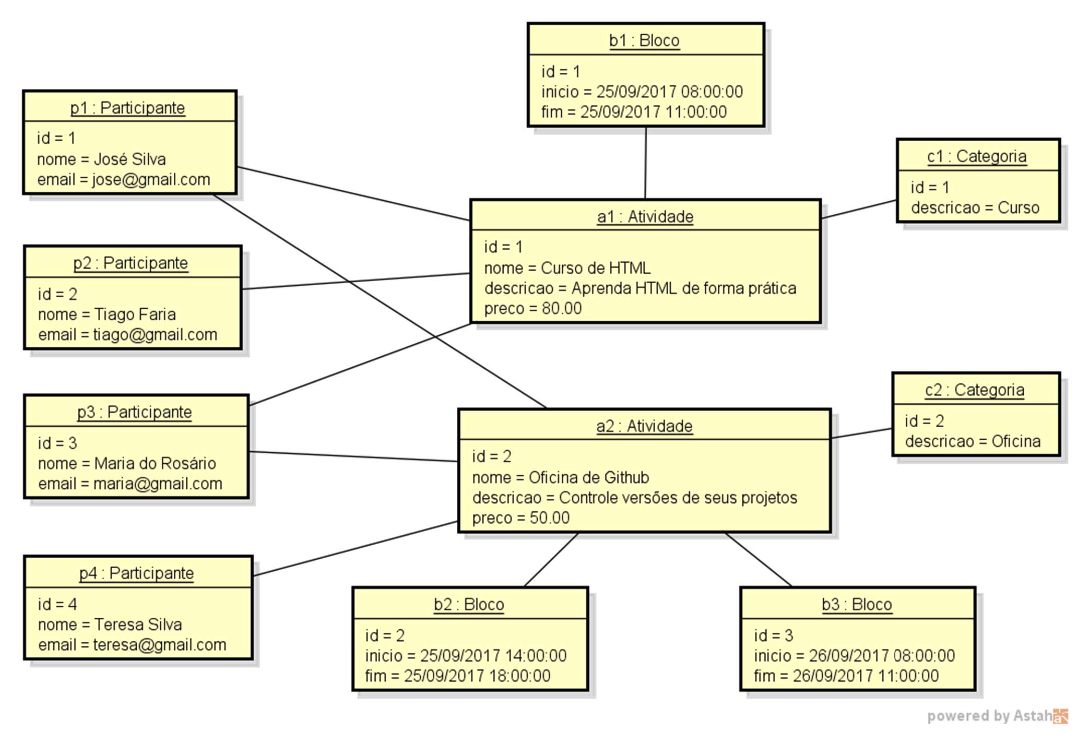 b1 : Bloco
id = 1
inicio = 25/09/2017 08:00:00
fim = 25/09/2017 11:00:00
p1 : Participante
id = 1
nome = José Silva
email = jose@gmail.com
c1 : Categoria
id = 1
descricao = Curso
a1 : Atividade
id = 1
nome = Curso de HTML
descricao = Aprenda HTML de forma prática
preco = 80.00
p2 : Participante
id = 2
nome = Tiago Faria
email = tiago@gmail.com
c2 : Categoria
id = 2
descricao = Oficina
p3 : Participante
id = 3
nome = Maria do Rosário
email = maria@gmail.com
a2 : Atividade
id = 2
nome = Oficina de Github
descricao = Controle versões de seus projetos
preco = 50.00
p4 : Participante
id = 4
nome = Teresa Silva
email = teresa@gmail.com
b2 : Bloco
id = 2
inicio = 25/09/2017 14:00:00
fim = 25/09/2017 18:00:00
b3 : Bloco
id = 3
inicio = 26/09/2017 08:00:00
fim = 26/09/2017 11:00:00
powered by Astah